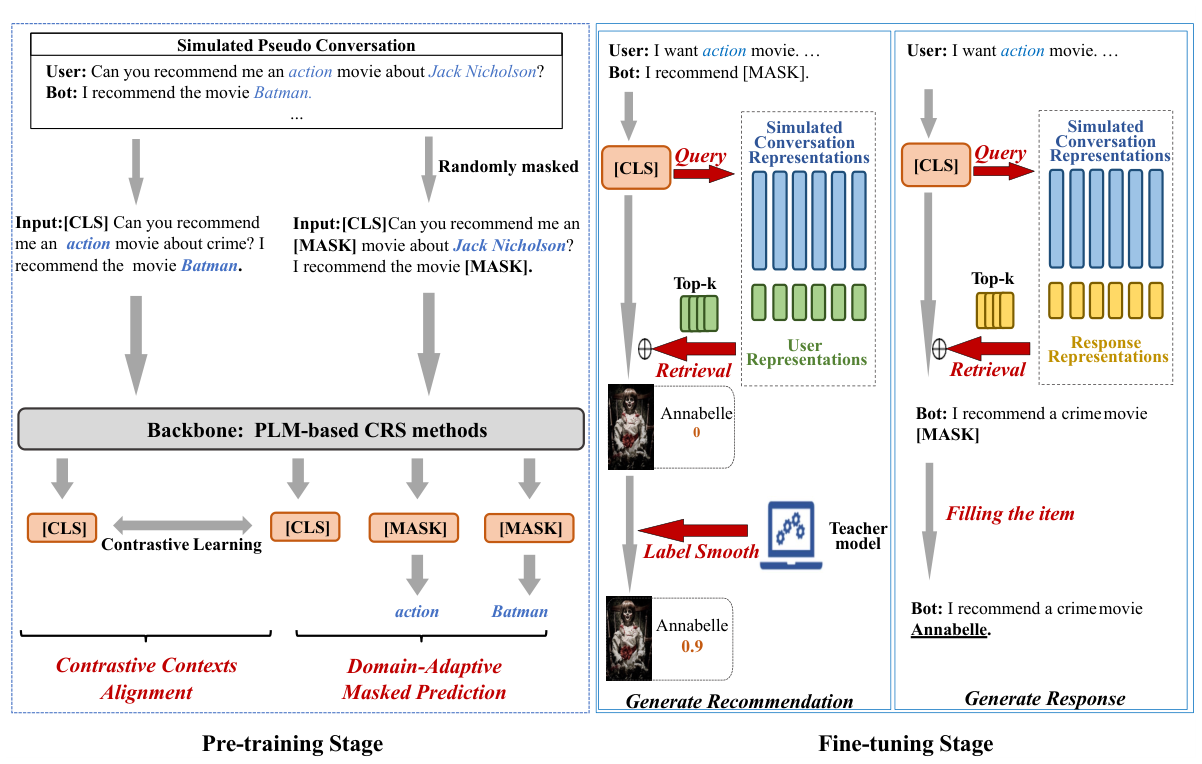 Simulated Pseudo Conversation
User: Can you recommend me an action movie about Jack Nicholson?
Bot: I recommend the movie Batman.
...
Randomly masked
Input:[CLS] Can you recommend
me an action movie about crime? I
recommend the movie Batman.
Input:[CLS]Can you recommend me an
[MASK] movie about Jack Nicholson?
I recommend the movie [MASK].
Backbone: PLM-based CRS methods
[CLS]
Contrastive Learning
[CLS]
[MASK]
[MASK]
action
Batman
Contrastive Contexts
Alignment
Domain-Adaptive
Masked Prediction
Pre-training Stage
User: I want action movie. …
Bot: I recommend [MASK].
[CLS]
Query
Simulated
Conversation
Representations
Top-k
User
Representations
Retrieval
Annabelle
0
Label Smooth
Teacher
model
Annabelle
0.9
Generate Recommendation
User: I want action movie. …
[CLS]
Query
Simulated
Conversation
Representations
Top-k
Response
Representations
Retrieval
Bot: I recommend a crime movie
[MASK]
Filling the item
Bot: I recommend a crime movie
Annabelle.
Generate Response
Fine-tuning Stage